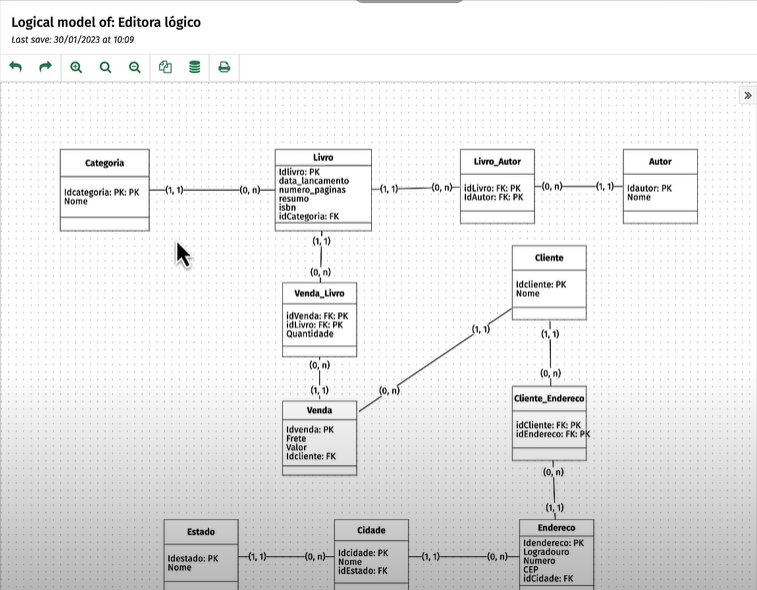 Logical model of: Editora lógico
Last save: 30/01/2023 at 10:09
Categoria
Idcategoria: PK: PK
Nome
(1, 1)
(0, n)
Livro
Idlivro: PK
data_lancamento
numero_paginas
resumo
isbn
idCategoria: FK
(1, 1)
(0, n)
Livro_Autor
idLivro: FK: PK
IdAutor: FK: PK
(0, n)
(1, 1)
Autor
Idautor: PK
Nome
(1, 1)
(0, n)
Venda_Livro
idVenda: FK: PK
idLivro: FK: PK
Quantidade
(0, n)
(1, 1)
Venda
Idvenda: PK
Frete
Valor
Idcliente: FK
(0, n)
(1, 1)
Cliente
Idcliente: PK
Nome
(1, 1)
(0, n)
Cliente_Endereco
idCliente: FK: PK
idEndereco: FK: PK
(0, n)
(1, 1)
Estado
Idestado: PK
Nome
(1, 1)
(0, n)
Cidade
Idcidade: PK
Nome
idEstado: FK
(1, 1)
(0, n)
Endereco
Idendereco: PK
Logradouro
Numero
CEP
idCidade: FK